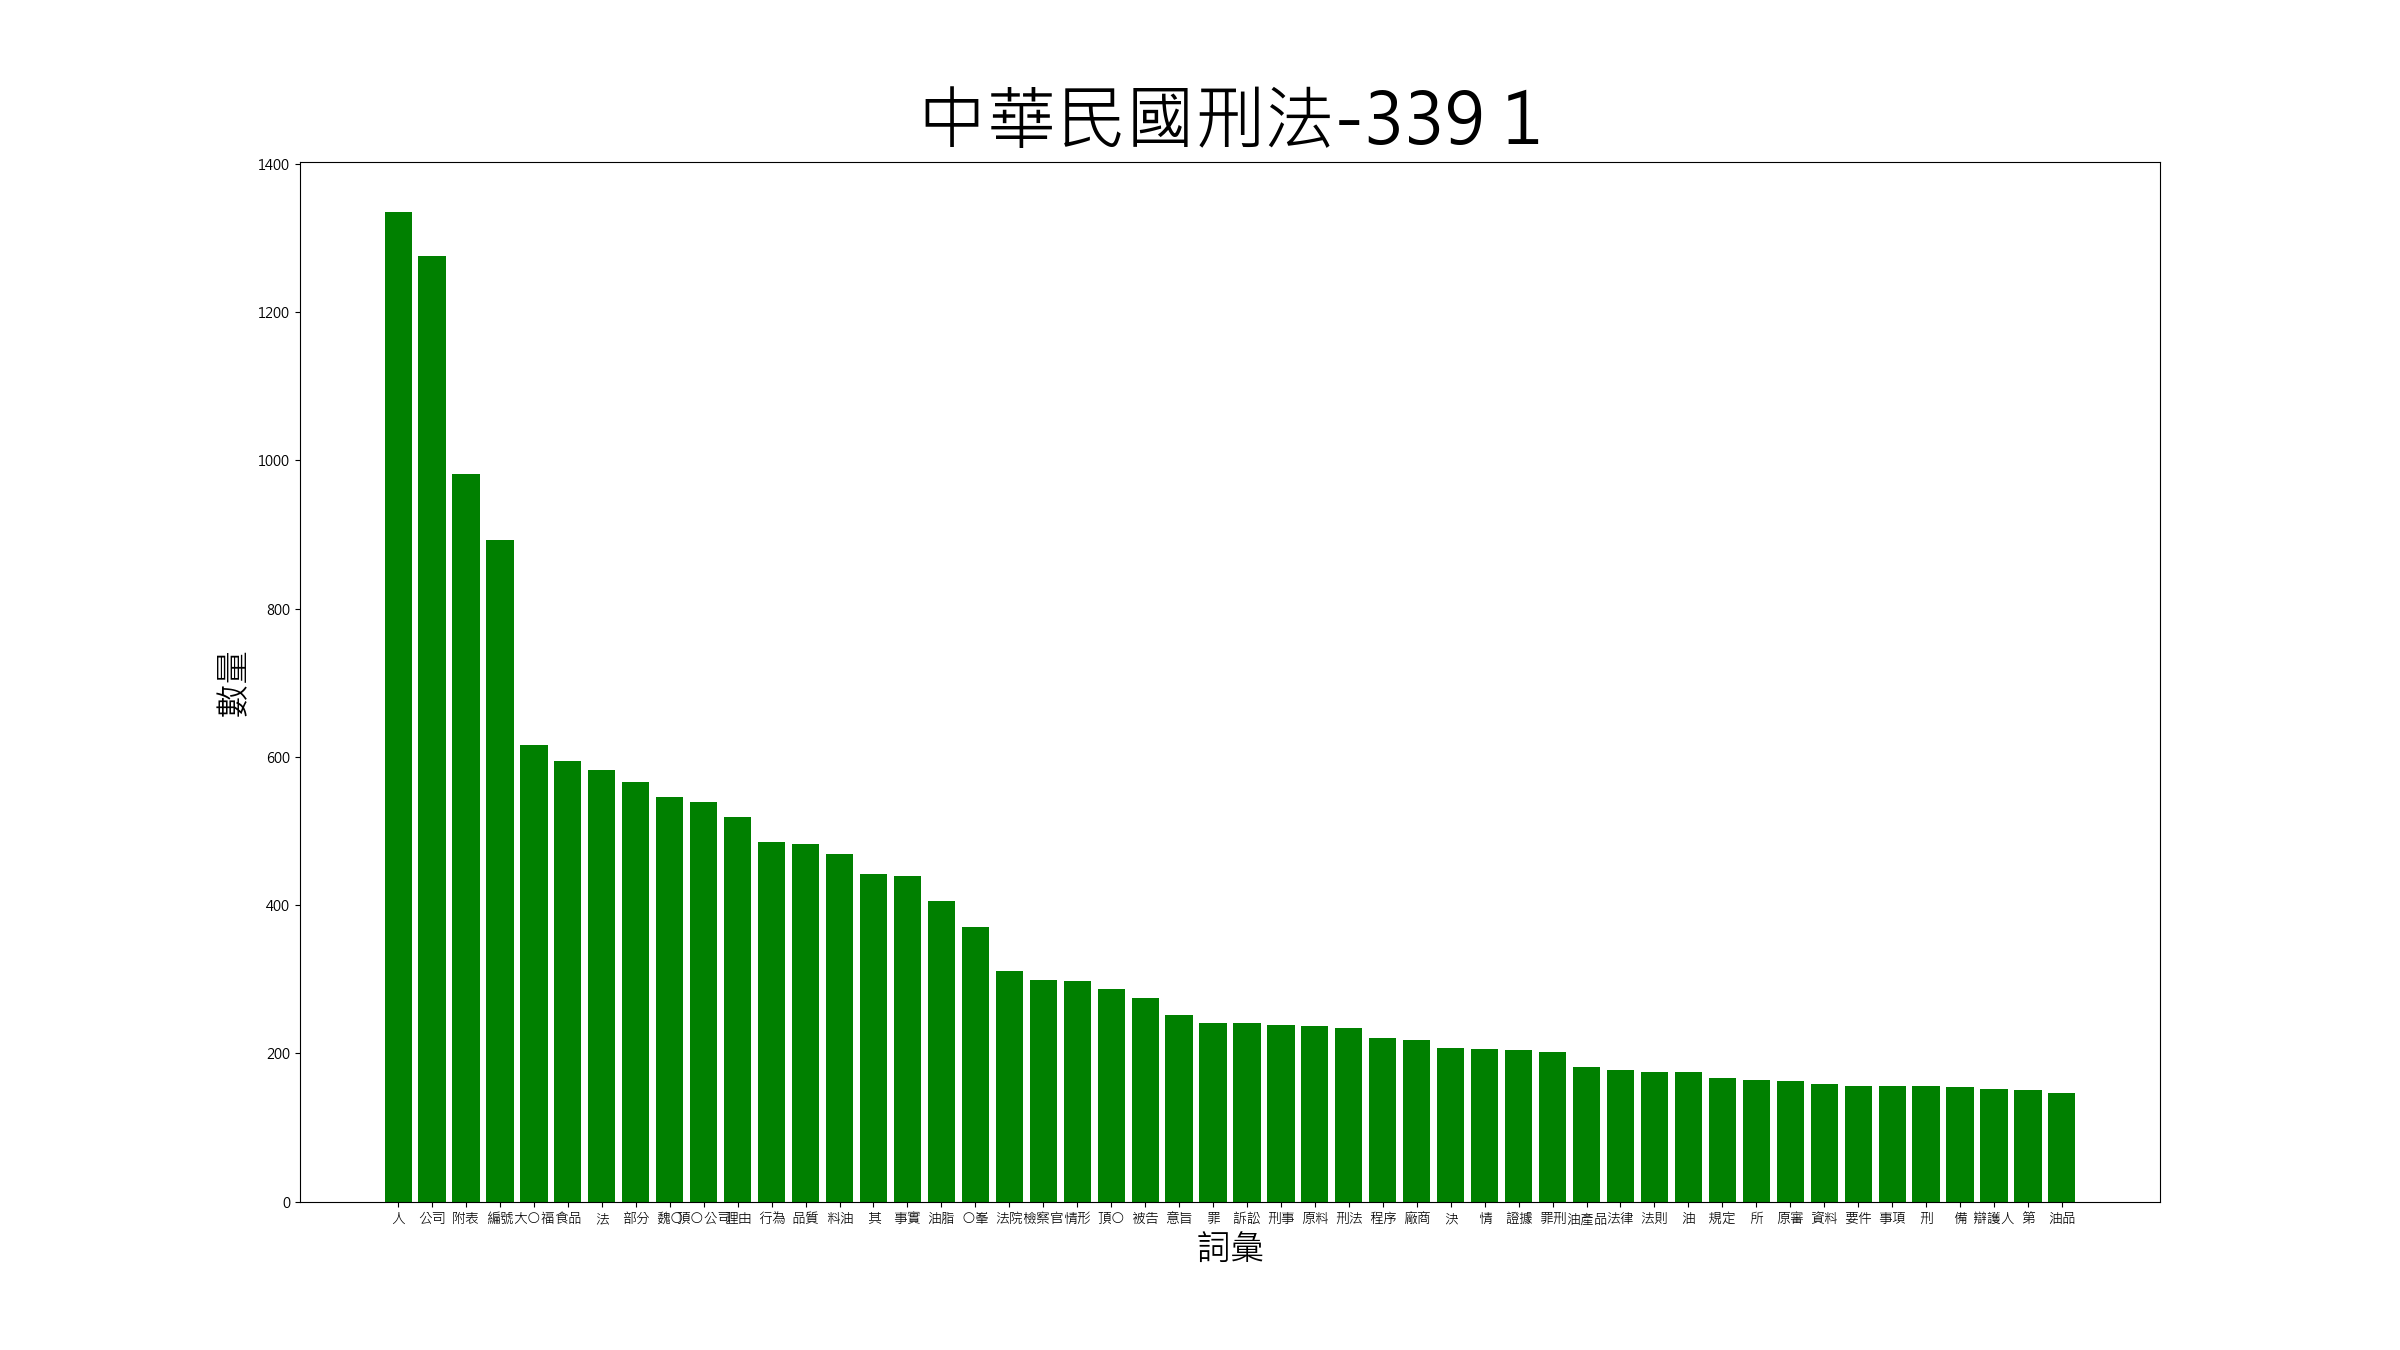 中華民國刑法-339 1
1400
1200
1000
800
600
400
200
0
數量
人 公司 附表 編號 大〇福 食品 法 部分 魏〇 頂〇公司 理由 行為 品質 料油 其 事實 油脂 〇峯 法院 檢察官 情形 頂〇 被告 意旨 罪 訴訟 刑事 原料 刑法 程序 廠商 決 情 證據 罪刑 油產品 法律 法則 油 規定 所 原審 資料 要件 事項 刑 備 辯護人 第 油品
詞彙